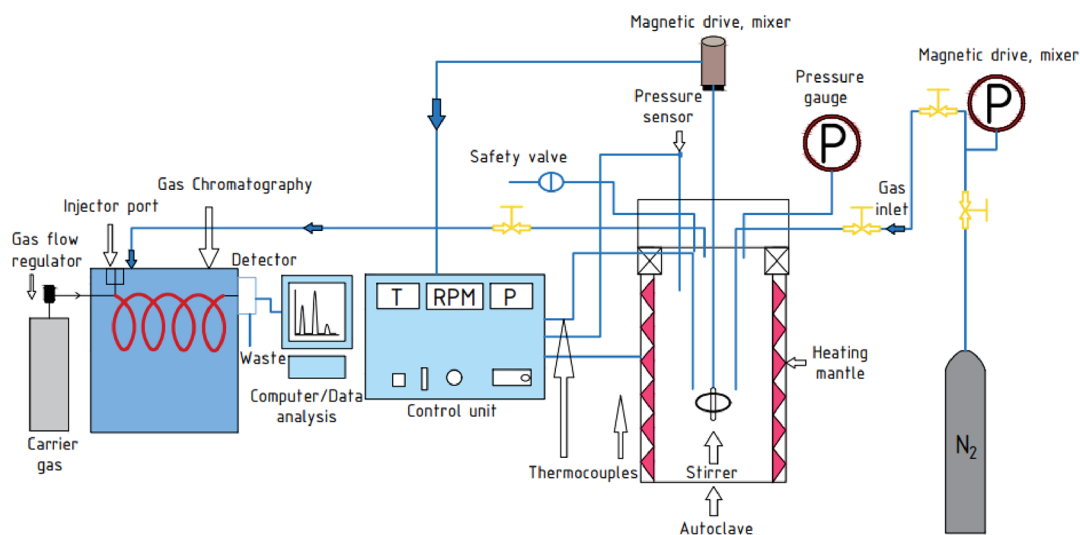 Magnetic drive, mixer
Magnetic drive, mixer
Pressure
gauge
P
P
Pressure
sensor
Safety valve
Gas Chromatography
Injector port
Gas
inlet
Gas flow
regulator
Detector
T
RPM
P
Waste
Computer/Data
analysis
Control unit
Heating
mantle
Carrier
gas
Thermocouples
Stirrer
N2
Autoclave